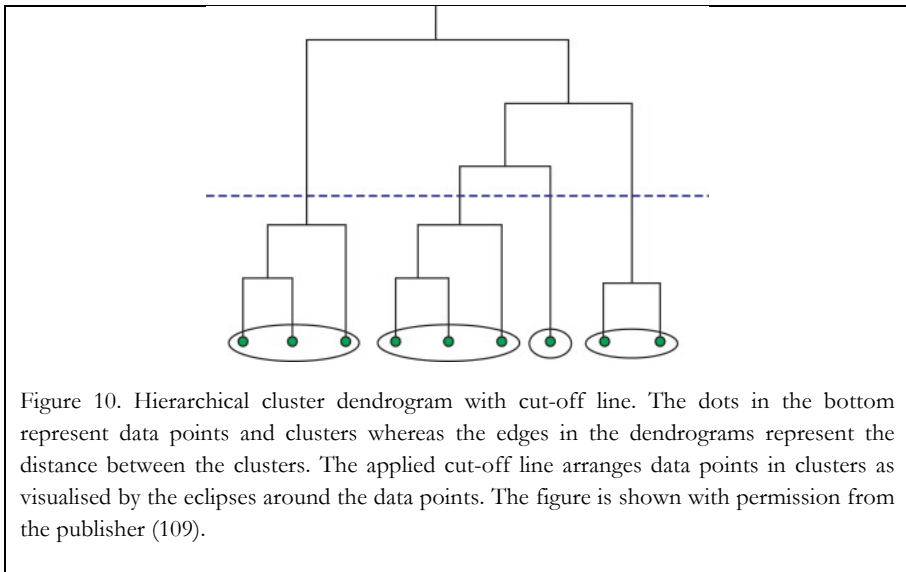 Figure 10. Hierarchical cluster dendrogram with cut-off line. The dots in the bottom
represent data points and clusters whereas the edges in the dendrograms represent the
distance between the clusters. The applied cut-off line arranges data points in clusters as
visualised by the eclipses around the data points. The figure is shown with permission from
the publisher (109).